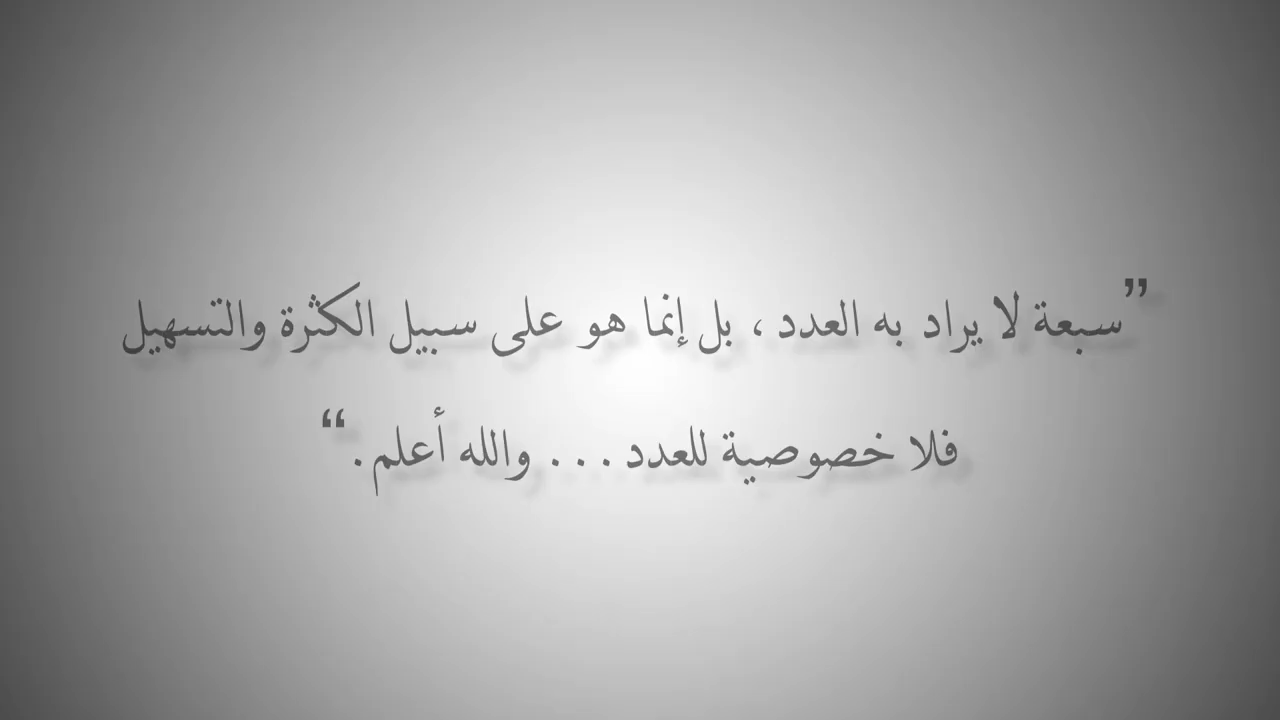 ”سبعة لا يراد به العدد ، بل إنما هو على سبيل الكثرة والتسهيل
فلا خصوصية للعدد ... والله أعلم.“